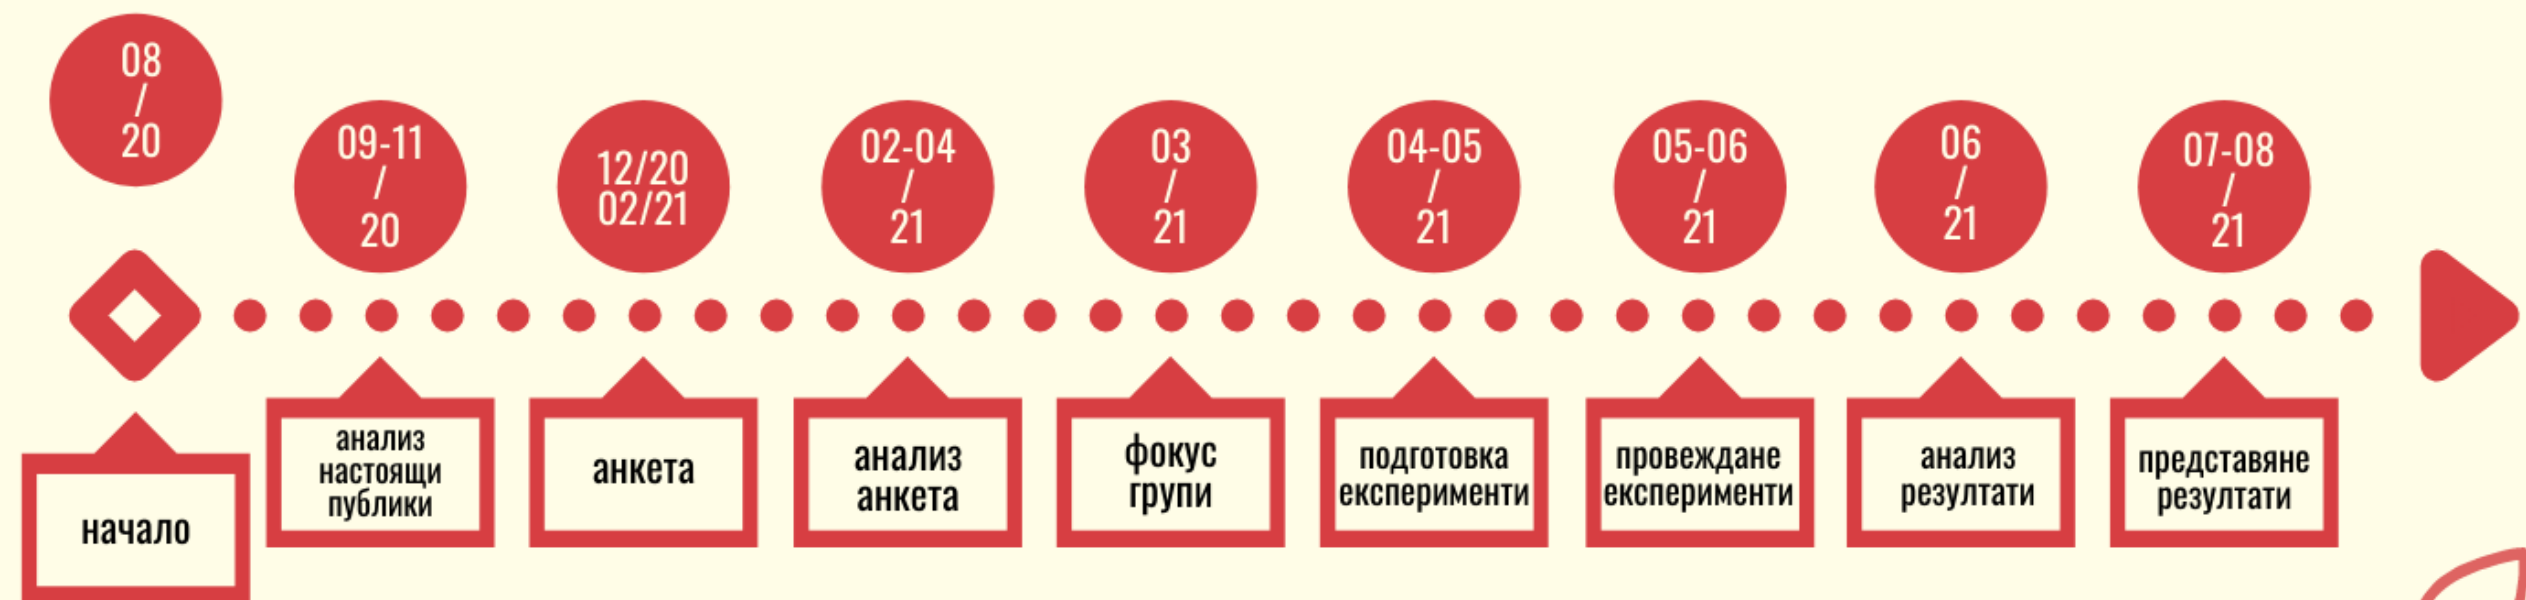 08
/
20
09-11
/
20
12/20
02/21
02-04
/
21
03
/
21
04-05
/
21
05-06
/
21
06
/
21
07-08
/
21
начало
анализ
настоящи
публики
анкета
анализ
анкета
фокус
групи
подготовка
експерименти
провеждане
експерименти
анализ
резултати
представяне
резултати